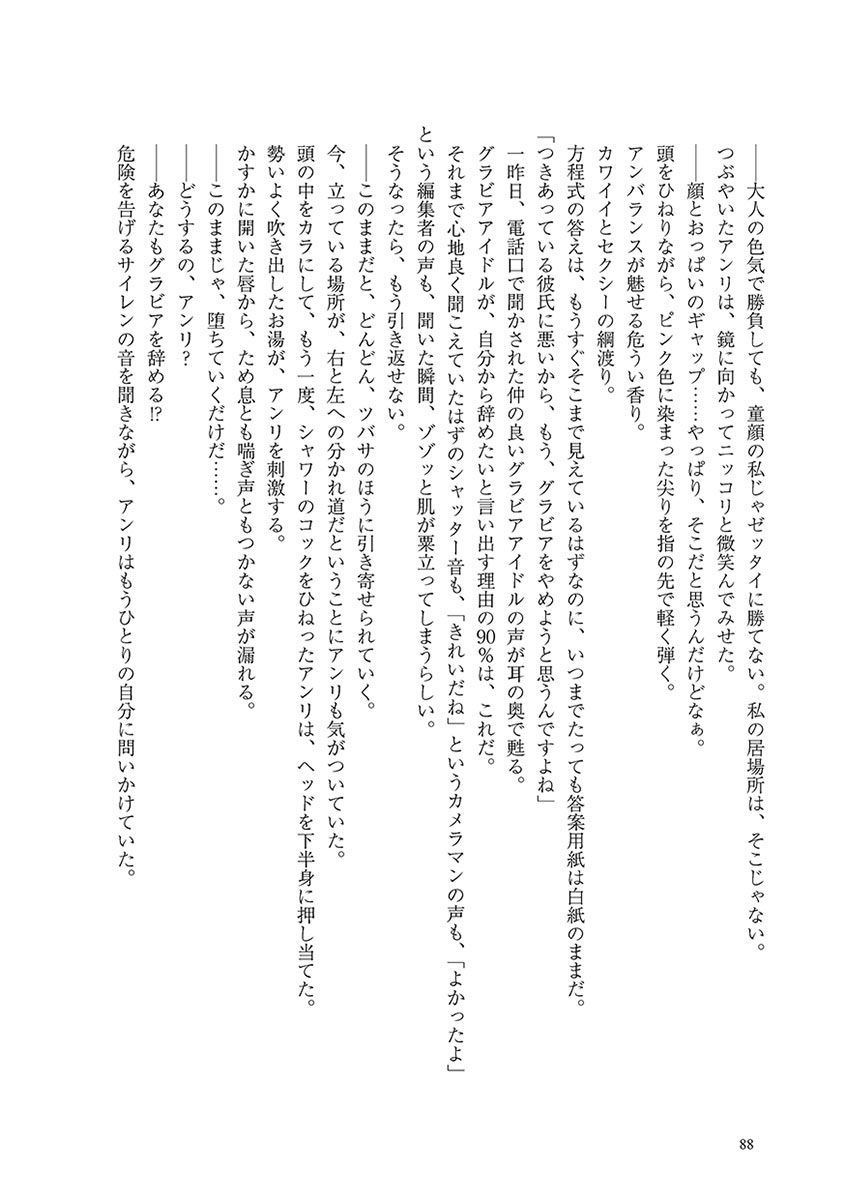 ――大人の色気で勝負しても、童顔の私じゃゼッタイに勝てない。私の居場所は、そこじゃない。
つぶやいたアンリは、鏡に向かってニッコリと微笑んでみせた。
――顔とおっぱいのギャップ……やっぱり、そこだと思うんだけどなぁ。
頭をひねりながら、ピンク色に染まった尖りを指の先で軽く弾く。
アンバランスが魅せる危うい香り。
カワイイとセクシーの綱渡り。
方程式の答えは、もうすぐそこまで見えているはずなのに、いつまでたっても答案用紙は白紙のままだ。
「つきあっている彼氏に悪いから、もう、グラビアをやめようと思うんですよね」
一昨日、電話口で聞かされた仲の良いグラビアアイドルの声が耳の奥で甦る。
グラビアアイドルが、自分から辞めたいと言い出す理由の90％は、これだ。
それまで心地良く聞こえていたはずのシャッター音も、「きれいだね」というカメラマンの声も、「よかったよ」
という編集者の声も、聞いた瞬間、ゾゾッと肌が粟立ってしまうらしい。
そうなったら、もう引き返せない。
――このままだと、どんどん、ツバサのほうに引き寄せられていく。
今、立っている場所が、右と左への分かれ道だということにアンリも気がついていた。
頭の中をカラにして、もう一度、シャワーのコックをひねったアンリは、ヘッドを下半身に押し当てた。
勢いよく吹き出したお湯が、アンリを刺激する。
かすかに開いた唇から、ため息とも喘ぎ声ともつかない声が漏れる。
――このままじゃ、堕ちていくだけだ……。
――どうするの、アンリ？
――あなたもグラビアを辞める!?
危険を告げるサイレンの音を聞きながら、アンリはもうひとりの自分に問いかけていた。
88